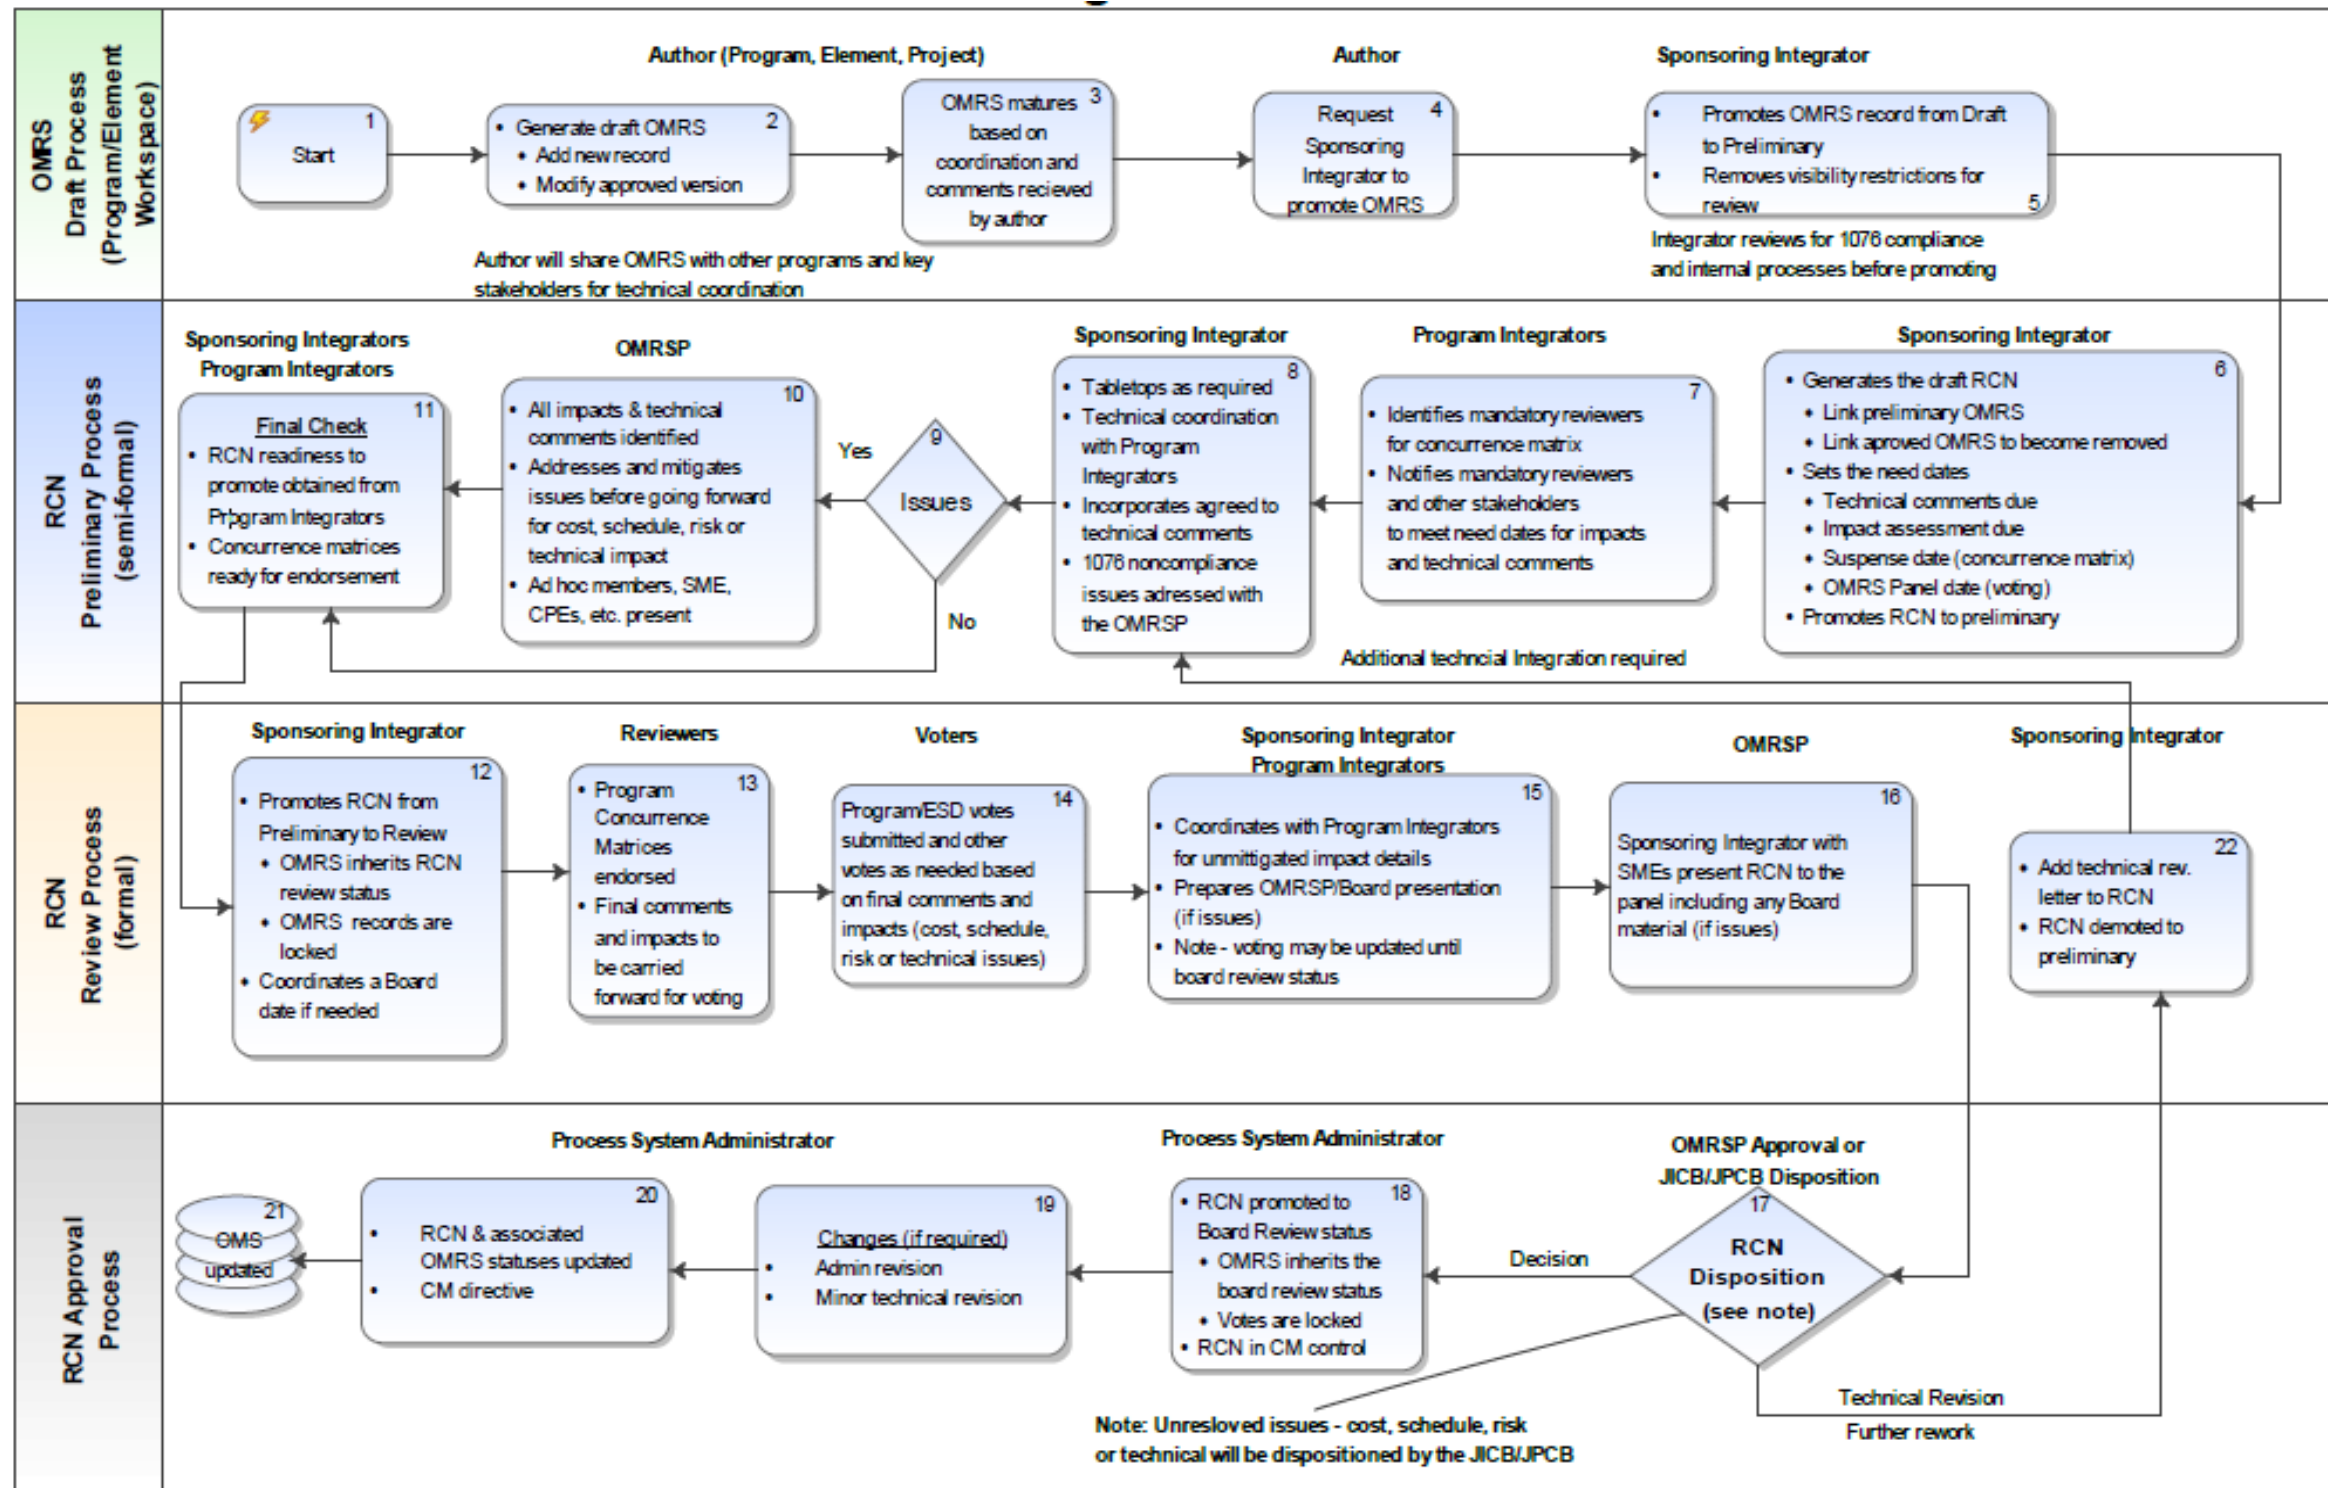 OMRS
Draft Process
(Program/Element
Workspace)
Author (Program, Element, Project)
Author
Sponsoring Integrator
1
Start
2
• Generate draft OMRS
• Add new record
• Modify approved version
3
OMRS matures
based on
coordination and
comments recieved
by author
4
Request
Sponsoring
Integrator to
promote OMRS
• Promotes OMRS record from Draft
to Preliminary
• Removes visibility restrictions for
review
5
Author will share OMRS with other programs and key
stakeholders for technical coordination
Integrator reviews for 1076 compliance
and internal processes before promoting
RCN
Preliminary Process
(semi-formal)
Sponsoring Integrators
Program Integrators
11
Final Check
• RCN readiness to
promote obtained from
Program Integrators
• Concurrence matrices
ready for endorsement
OMRSP
10
• All impacts & technical
comments identified
• Addresses and mitigates
issues before going forward
for cost, schedule, risk or
technical impact
• Ad hoc members, SME,
CPEs, etc. present
Yes
9
Issues
No
Sponsoring Integrator
8
• Tabletops as required
• Technical coordination
with Program
Integrators
• Incorporates agreed to
technical comments
• 1076 noncompliance
issues adressed with
the OMRSP
Program Integrators
7
• Identifies mandatory reviewers
for concurrence matrix
• Notifies mandatory reviewers
and other stakeholders
to meet need dates for impacts
and technical comments
Sponsoring Integrator
6
• Generates the draft RCN
• Link preliminary OMRS
• Link aproved OMRS to become removed
• Sets the need dates
• Technical comments due
• Impact assessment due
• Suspense date (concurrence matrix)
• OMRS Panel date (voting)
• Promotes RCN to preliminary
Additional techncial Integration required
RCN
Review Process
(formal)
Sponsoring Integrator
12
• Promotes RCN from
Preliminary to Review
• OMRS inherits RCN
review status
• OMRS records are
locked
• Coordinates a Board
date if needed
Reviewers
13
• Program
Concurrence
Matrices
endorsed
• Final comments
and impacts to
be carried
forward for voting
Voters
14
Program/ESD votes
submitted and other
votes as needed based
on final comments and
impacts (cost, schedule,
risk or technical issues)
Sponsoring Integrator
Program Integrators
15
• Coordinates with Program Integrators
for unmitigated impact details
• Prepares OMRSP/Board presentation
(if issues)
• Note - voting may be updated until
board review status
OMRSP
16
Sponsoring Integrator with
SMEs present RCN to the
panel including any Board
material (if issues)
Sponsoring Integrator
22
• Add technical rev.
letter to RCN
• RCN demoted to
preliminary
RCN Approval
Process
Process System Administrator
21
OMS
updated
20
• RCN & associated
OMRS statuses updated
• CM directive
19
Changes (if required)
• Admin revision
• Minor technical revision
Process System Administrator
18
• RCN promoted to
Board Review status
• OMRS inherits the
board review status
• Votes are locked
• RCN in CM control
Decision
OMRSP Approval or
JICB/JPCB Disposition
17
RCN
Disposition
(see note)
Technical Revision
Further rework
Note: Unresloved issues - cost, schedule, risk
or technical will be dispositioned by the JICB/JPCB